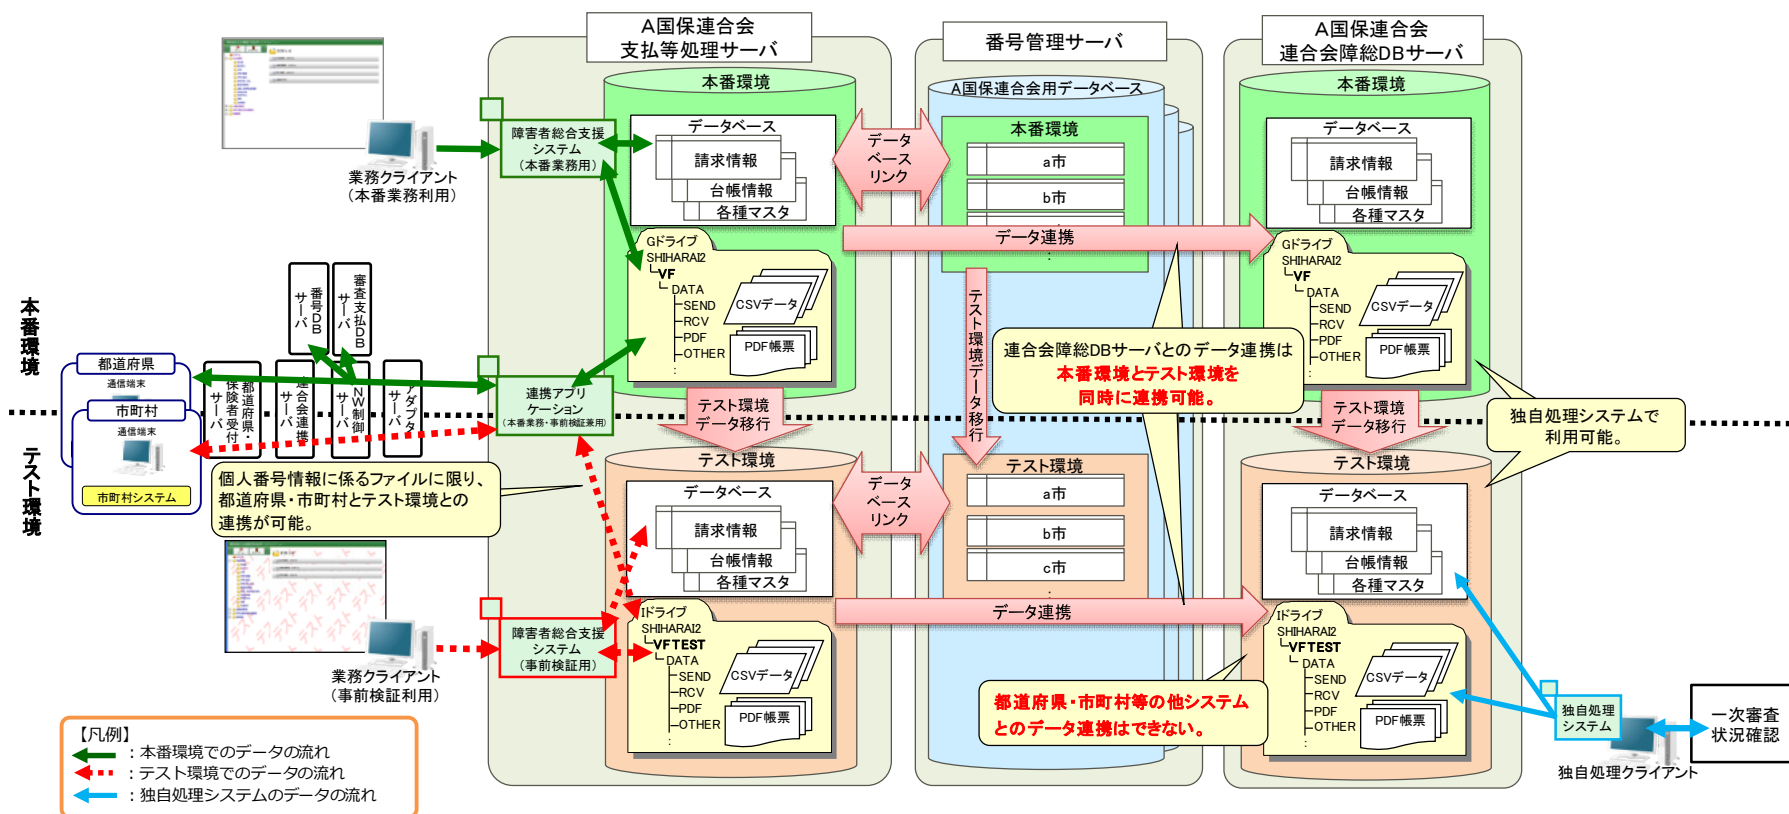 A国保連合会
支払等処理サーバ
番号管理サーバ
A国保連合会
連合会障総DBサーバ
本番環境
A国保連合会用データベース
本番環境
データベース
請求情報
台帳情報
各種マスタ
データ
ベース
リンク
本番環境
a市
b市
データベース
請求情報
台帳情報
各種マスタ
障害者総合支援
システム
（本番業務用）
業務クライアント
（本番業務利用）
データ連携
Gドライブ
SHIHARAI2
VF
DATA
SEND
RCV
PDF
OTHER
:
CSVデータ
PDF帳票
:
Gドライブ
SHIHARAI2
VF
DATA
SEND
RCV
PDF
OTHER
:
CSVデータ
PDF帳票
本番環境
テスト環境
番号DB
サーバ
審査支払DB
サーバ
都道府県・
保険者受付
サーバ
連合会連携
サーバ
NW制御
サーバ
アダプタ
サーバ
都道府県
通信端末
市町村
通信端末
市町村システム
連携アプリ
ケーション
（本番業務・事前検証兼用）
テスト環境
データ移行
テスト環境データ移行
テスト環境
データ移行
連合会障総DBサーバとのデータ連携は
本番環境とテスト環境を
同時に連携可能。
独自処理システムで
利用可能。
個人番号情報に係るファイルに限り、
都道府県・市町村とテスト環境との
連携が可能。
テスト環境
データベース
請求情報
台帳情報
各種マスタ
データ
ベース
リンク
テスト環境
a市
b市
c市
テスト環境
データベース
請求情報
台帳情報
各種マスタ
テスト
テスト
テスト
テスト
障害者総合支援
システム
（事前検証用）
業務クライアント
（事前検証利用）
データ連携
Iドライブ
SHIHARAI2
VFTEST
DATA
SEND
RCV
PDF
OTHER
:
CSVデータ
PDF帳票
Iドライブ
SHIHARAI2
VFTEST
DATA
SEND
RCV
PDF
OTHER
:
CSVデータ
PDF帳票
都道府県・市町村等の他システム
とのデータ連携はできない。
独自処理
システム
独自処理クライアント
一次審査
状況確認
【凡例】
：本番環境でのデータの流れ
：テスト環境でのデータの流れ
：独自処理システムのデータの流れ